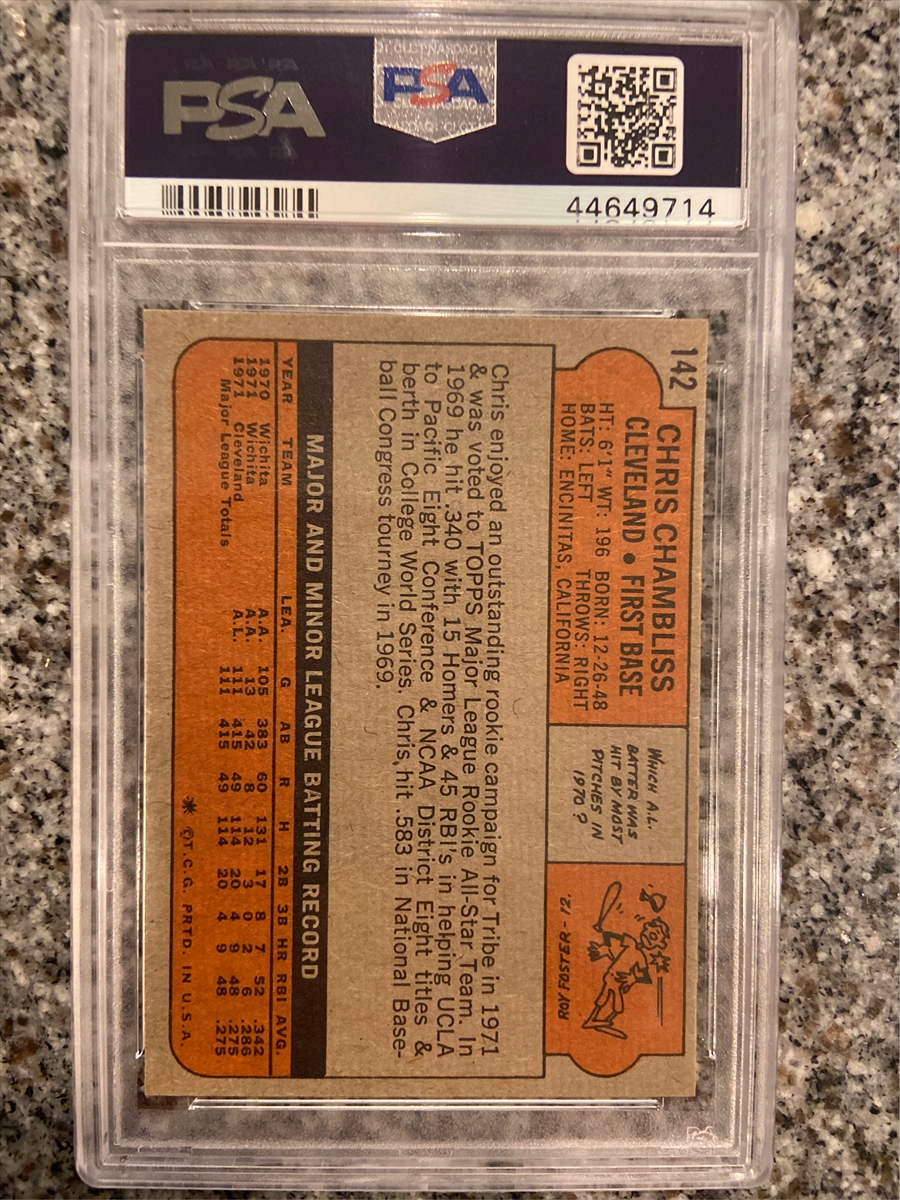 PSA
PSA
44649714
142
CHRIS CHAMBLISS
CLEVELAND • FIRST BASE
HT: 6'1" WT: 196 BORN: 12-26-48
BATS: LEFT THROWS: RIGHT
HOME: ENCINITAS, CALIFORNIA
WHICH A.L.
BATTER WAS
HIT BY MOST
PITCHES IN
1970?
ROY FOSTER - 12.
Chris enjoyed an outstanding rookie campaign for Tribe in 1971
& was voted to TOPPS Major League Rookie All-Star Team. In
1969 he hit .340 with 15 Homers & 45 RBI's in helping UCLA
to Pacific Eight Conference & NCAA District Eight titles &
berth in College World Series. Chris hit .583 in National Base-
ball Congress tourney in 1969.
MAJOR AND MINOR LEAGUE BATTING RECORD
YEAR TEAM LEA. G AB R H 2B 3B HR RBI AVG.
1970 Wichita A.A. 105 383 60 131 17 8 7 52 .342
1971 Wichita A.A. 13 42 8 12 3 0 2 6 .286
1971 Cleveland A.L. 111 415 49 114 20 4 9 48 .275
Major League Totals 111 415 49 114 20 4 9 48 .275
* ©T.C.G. PRTD. IN U.S.A.